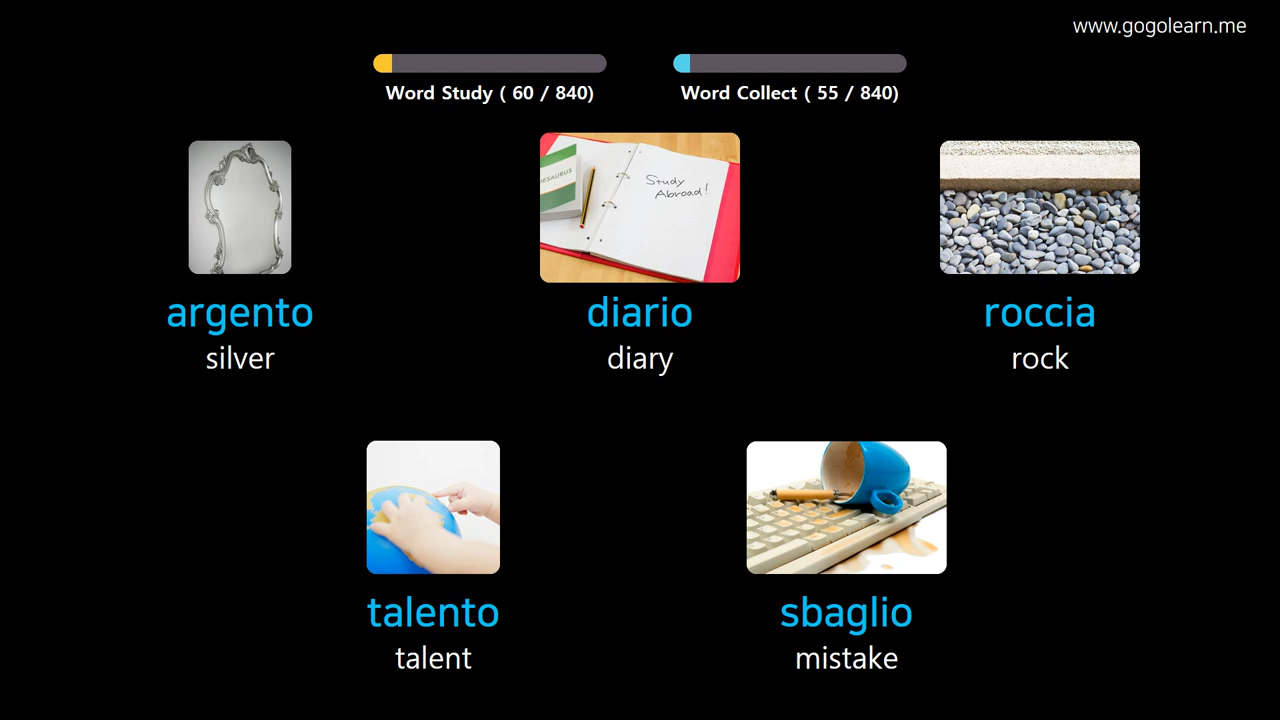 www.gogolearn.me
Word Study ( 60 / 840)
Word Collect ( 55 / 840)
ESAURUS
Study
Abroad!
argento
silver
diario
diary
roccia
rock
talento
talent
sbaglio
mistake